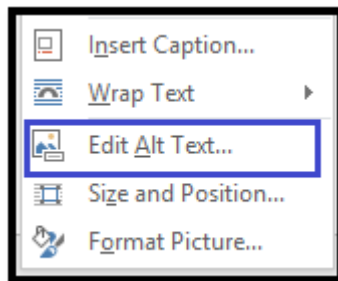 Insert Caption...
Wrap Text
Edit Alt Text...
Size and Position...
Format Picture...